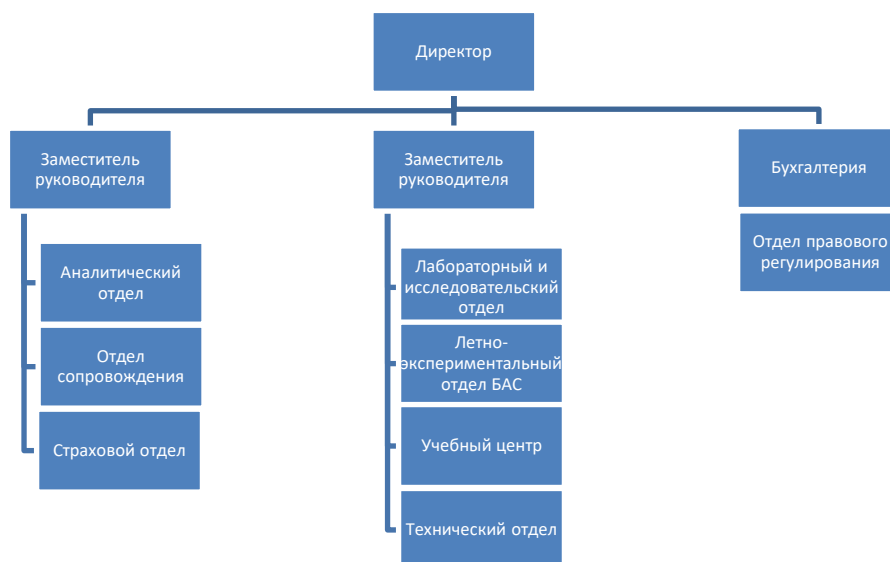 Директор
Заместитель
руководителя
Заместитель
руководителя
Бухгалтерия
Аналитический
отдел
Отдел
сопровождения
Страховой отдел
Лабораторный и
исследовательский
отдел
Летно-
экспериментальный
отдел БАС
Учебный центр
Технический отдел
Отдел правового
регулирования